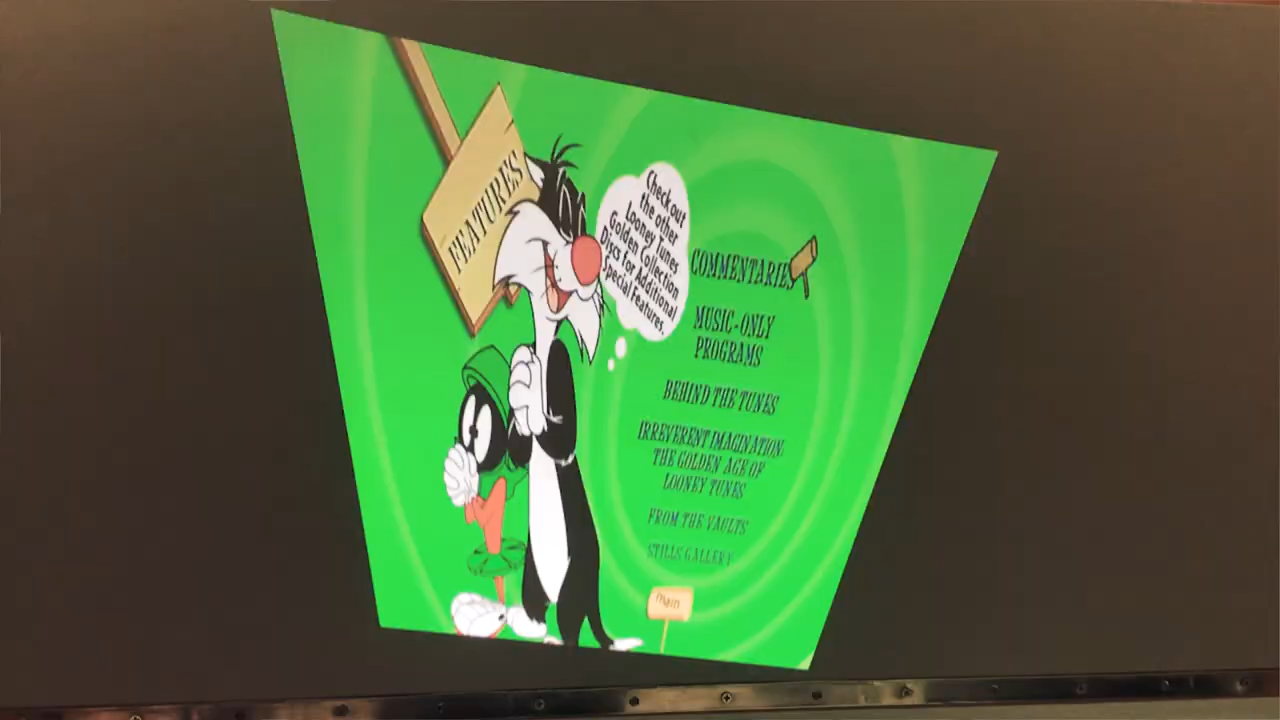 FEATURES
Check out
the other
Looney Tunes
Golden Collection
Discs for Additional
Special Features.
COMMENTARIES
MUSIC-ONLY
PROGRAMS
BEHIND THE TUNES
IRREVERENT IMAGINATION:
THE GOLDEN AGE OF
LOONEY TUNES
FROM THE VAULTS
STILLS GALLERY
main